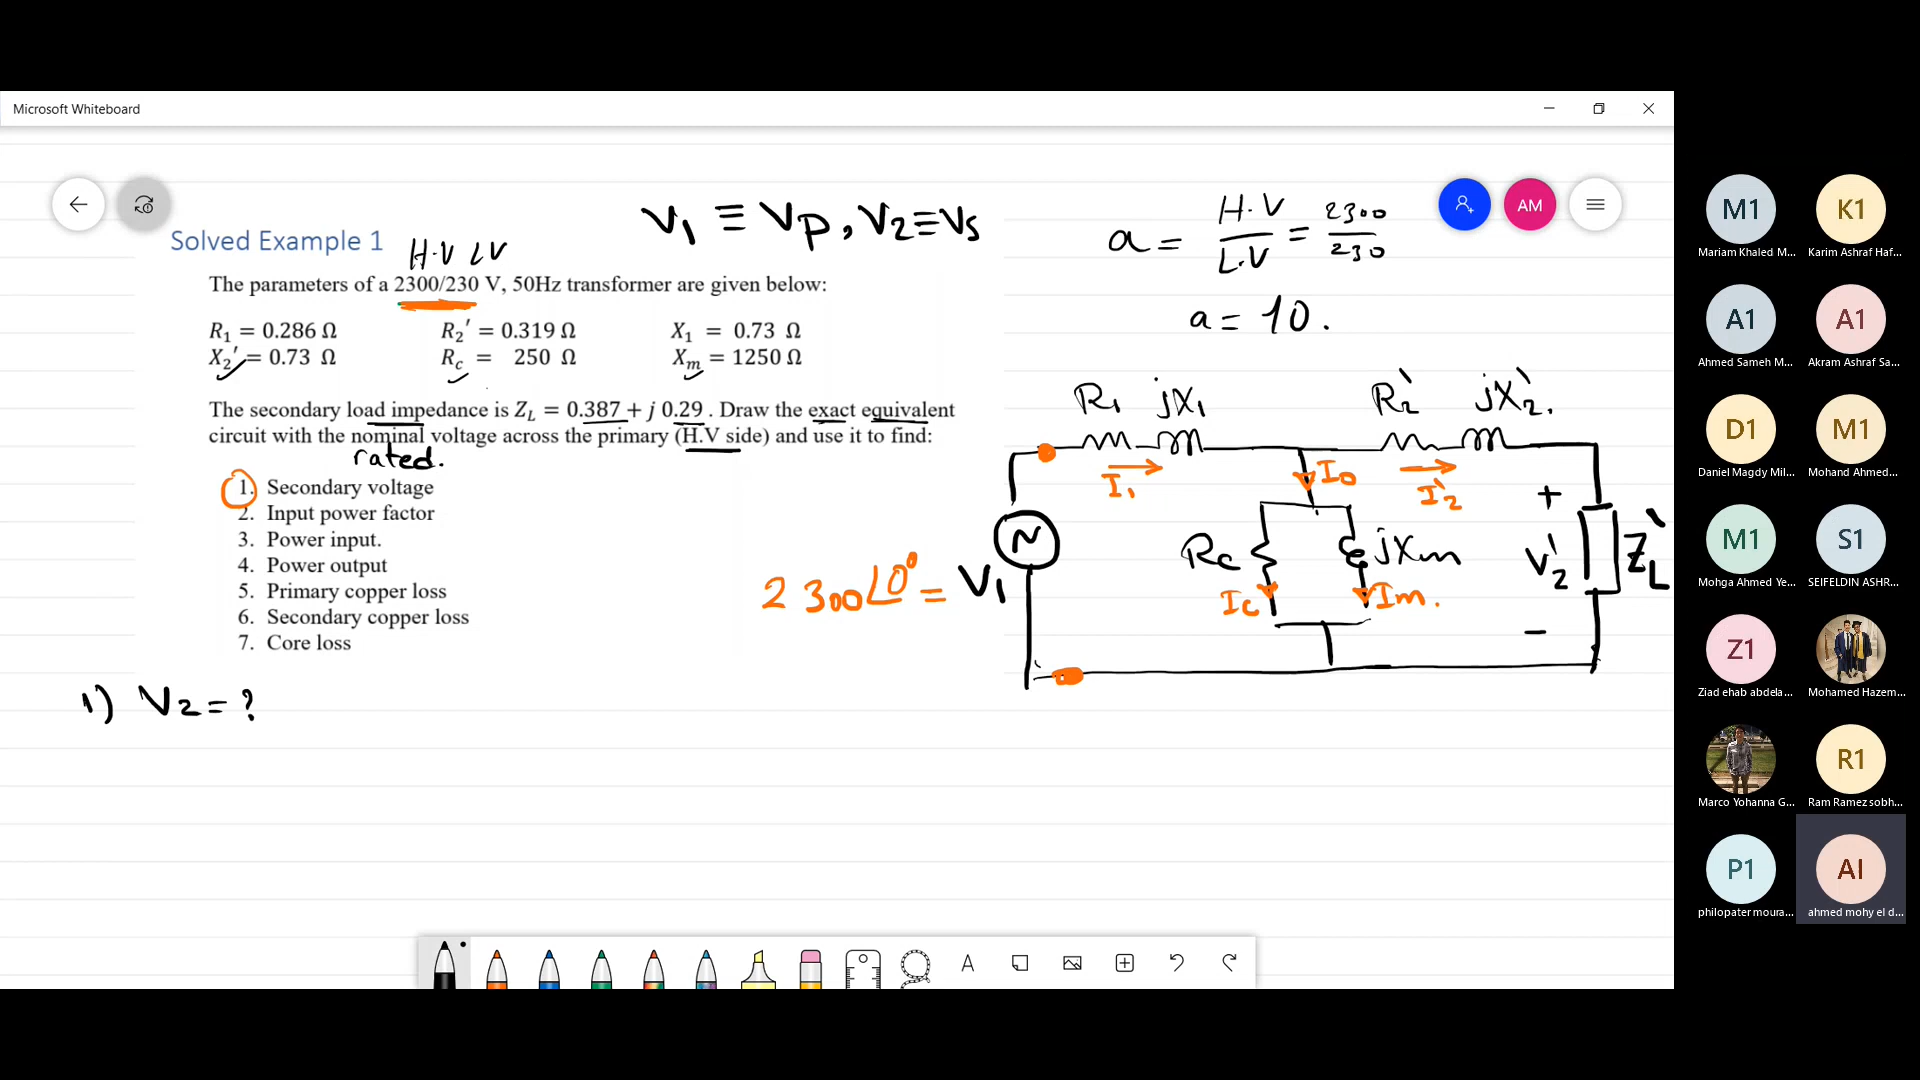 Microsoft Whiteboard
V1 ≡ Vp, V2 ≡ Vs
a = H.V / L.V = 2300 / 230
AM
Solved Example 1
H.V LV
The parameters of a 2300/230 V, 50Hz transformer are given below:
a = 10.
R₁ = 0.286 Ω R₂′ = 0.319 Ω X₁ = 0.73 Ω
X₂′ = 0.73 Ω R_c = 250 Ω X_m = 1250 Ω
The secondary load impedance is Z_L = 0.387 + j 0.29 . Draw the exact equivalent
circuit with the nominal voltage across the primary (H.V side) and use it to find:
rated.
1. Secondary voltage
2. Input power factor
3. Power input.
4. Power output
5. Primary copper loss
6. Secondary copper loss
7. Core loss
R1 jX1 R2' jX2'.
I1 Io I2'
Rc jXm
+
V2'
-
ZL'
Ic Im.
2300∠0° = V1
1) V2 = ?
M1 K1
Mariam Khaled M... Karim Ashraf Haf...
A1 A1
Ahmed Sameh M... Akram Ashraf Sa...
D1 M1
Daniel Magdy Mil... Mohand Ahmed...
M1 S1
Mohga Ahmed Ye... SEIFELDIN ASHR...
Z1
Ziad ehab abdela... Mohamed Hazem...
R1
Marco Yohanna G... Ram Ramez sobh...
P1 AI
philopater moura... ahmed mohy el d...
A